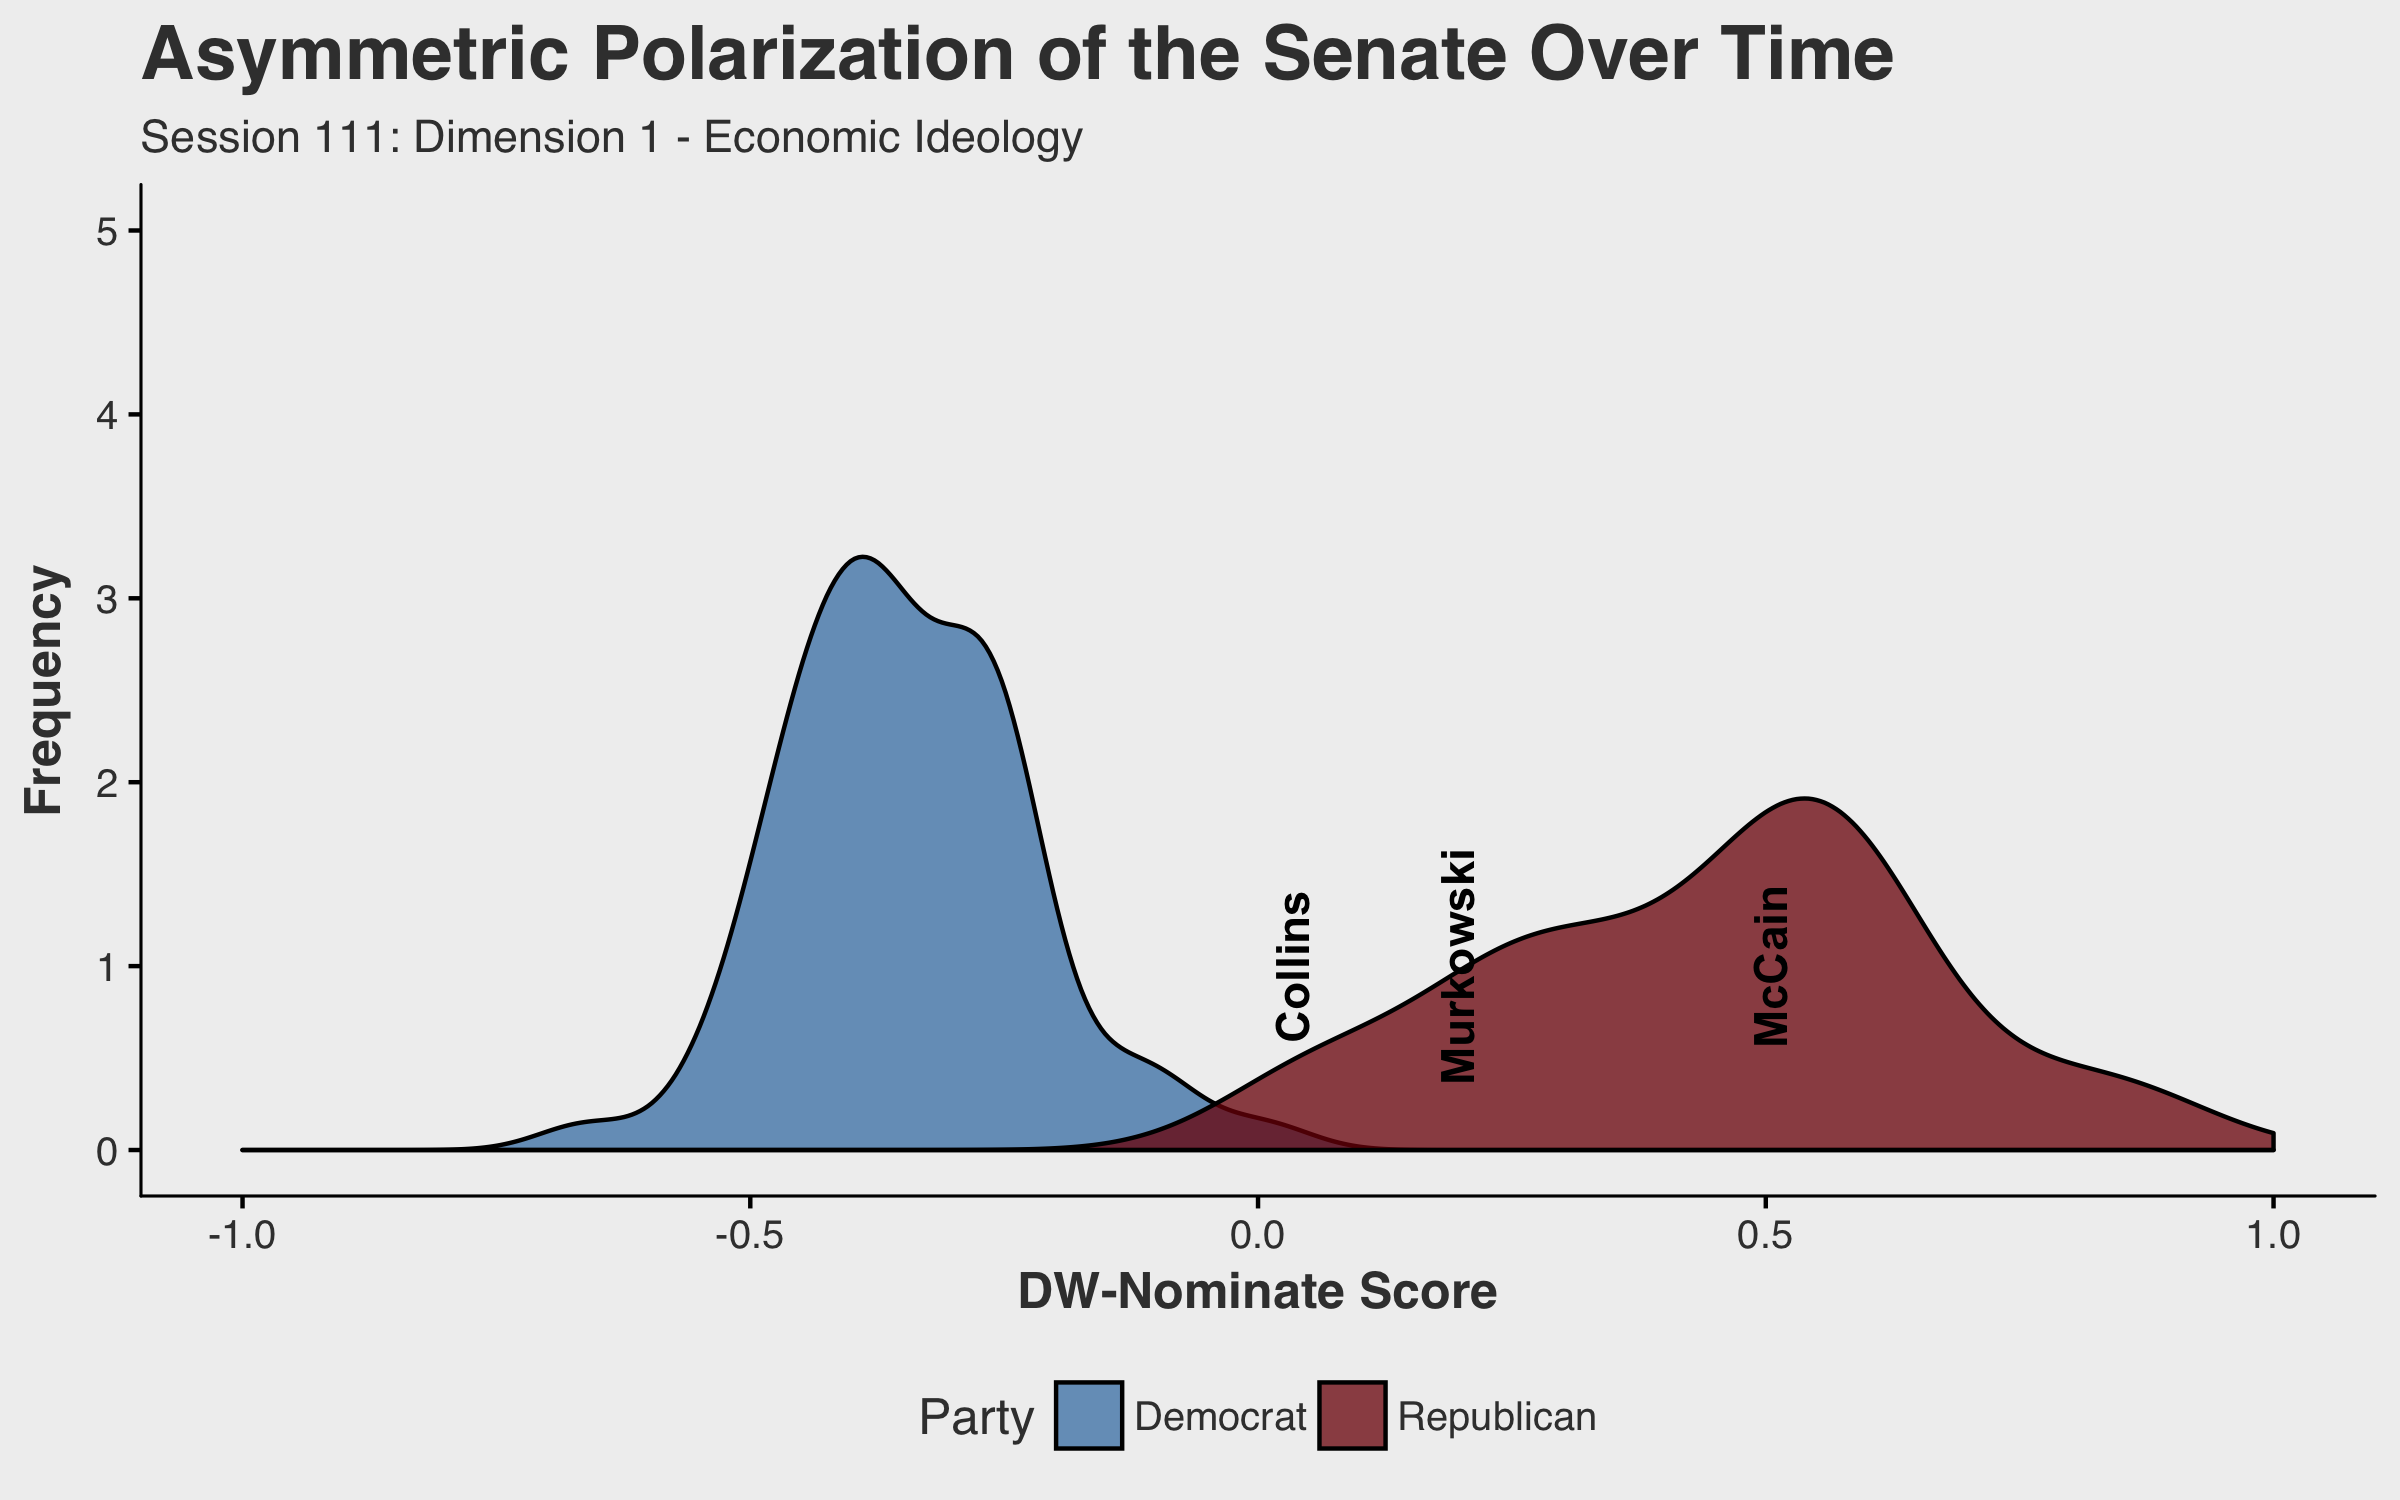 Asymmetric Polarization of the Senate Over Time
Session 111: Dimension 1 - Economic Ideology
5
4
3
2
1
0
Frequency
Collins
Murkowski
McCain
-1.0 -0.5 0.0 0.5 1.0
DW-Nominate Score
Party Democrat Republican